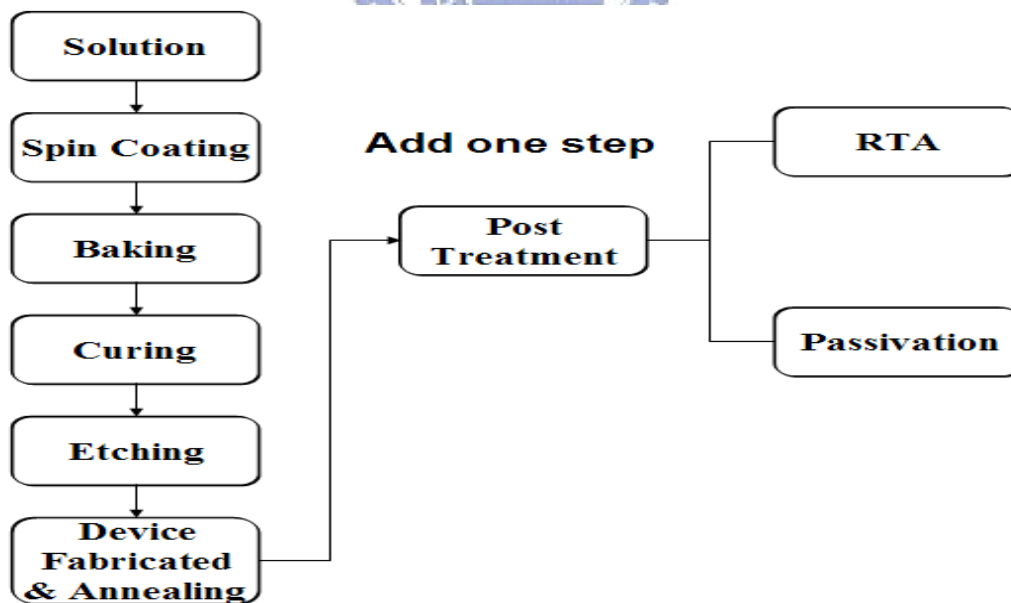 Solution
Spin Coating
Baking
Curing
Etching
Device
Fabricated
& Annealing
Add one step
Post
Treatment
RTA
Passivation